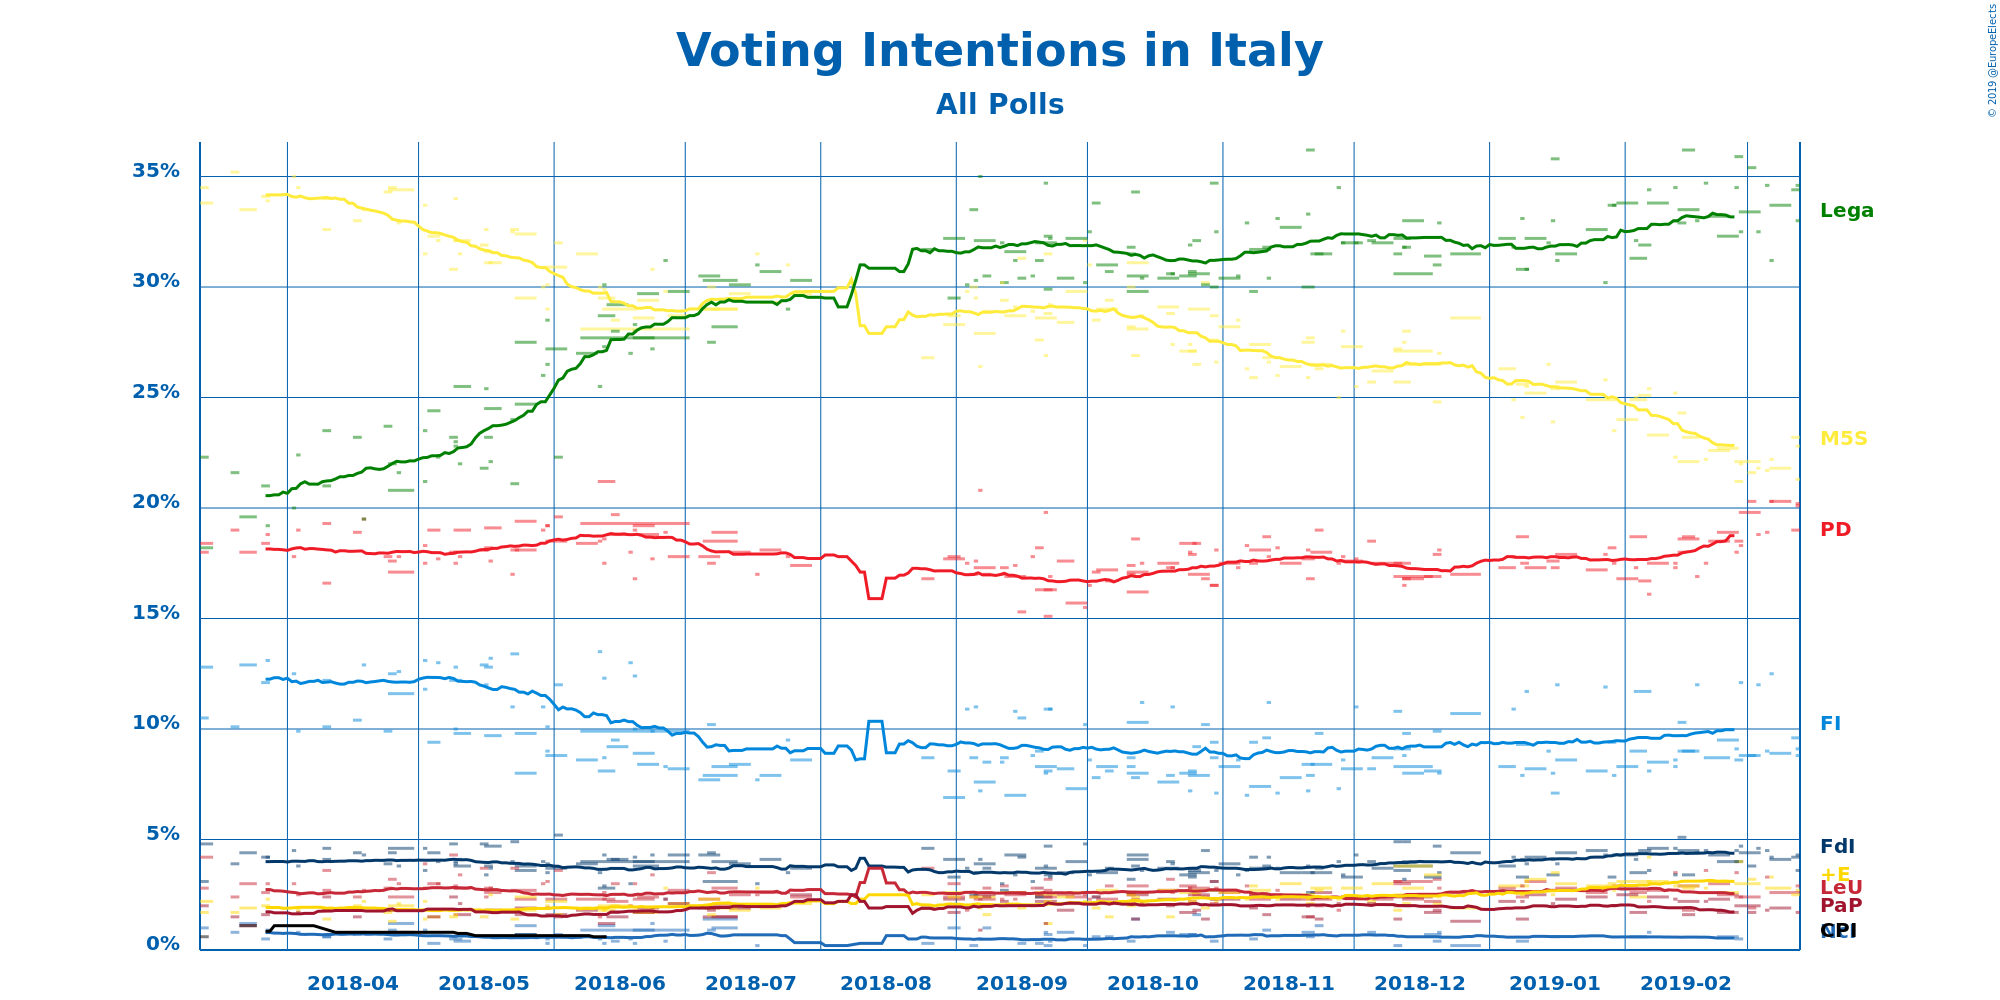 © 2019 @EuropeElects
Voting Intentions in Italy
All Polls
35%
30%
25%
20%
15%
10%
5%
0%
Lega
M5S
PD
FI
FdI
+E
LeU
PaP
CPI
2018-04
2018-05
2018-06
2018-07
2018-08
2018-09
2018-10
2018-11
2018-12
2019-01
2019-02